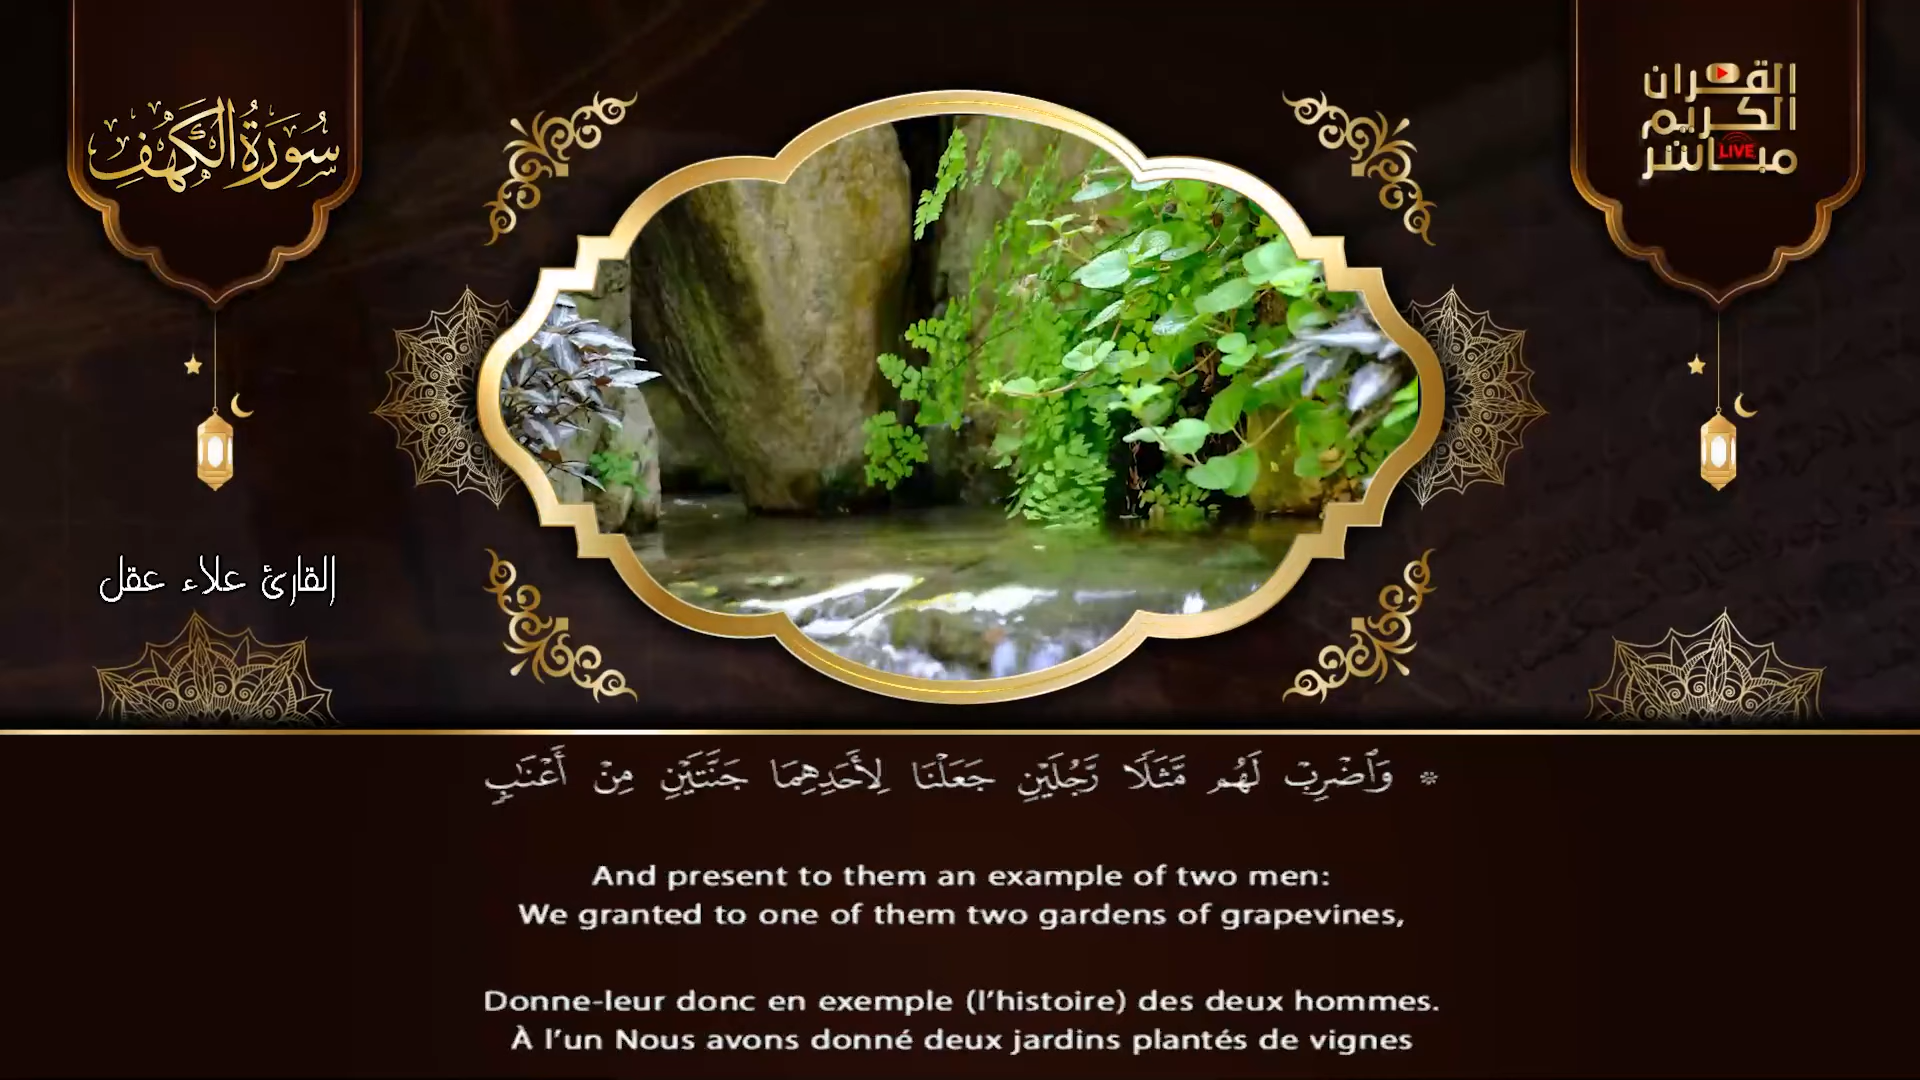 سُورَةُ الكَهْفِ
القرآن
الكريم
مباشر
LIVE
القارئ علاء عقل
۞ وَٱضْرِبْ لَهُم مَّثَلًا رَّجُلَيْنِ جَعَلْنَا لِأَحَدِهِمَا جَنَّتَيْنِ مِنْ أَعْنَٰبٍ
And present to them an example of two men:
We granted to one of them two gardens of grapevines,
Donne-leur donc en exemple (l’histoire) des deux hommes.
À l’un Nous avons donné deux jardins plantés de vignes